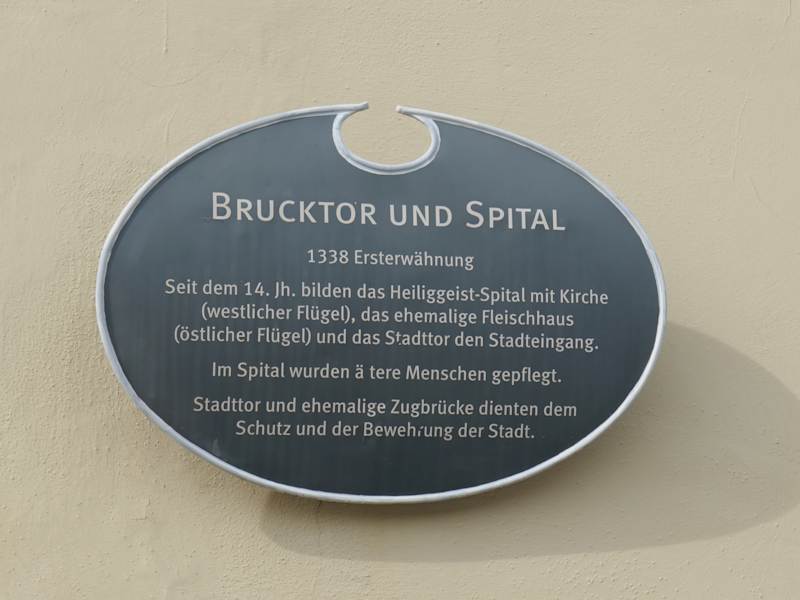 BRUCKTOR UND SPITAL
1338 Ersterwähnung
Seit dem 14. Jh. bilden das Heiliggeist-Spital mit Kirche
(westlicher Flügel), das ehemalige Fleischhaus
(östlicher Flügel) und das Stadttor den Stadteingang.
Im Spital wurden ä tere Menschen gepflegt.
Stadttor und ehemalige Zugbrücke dienten dem
Schutz und der Bewehrung der Stadt.